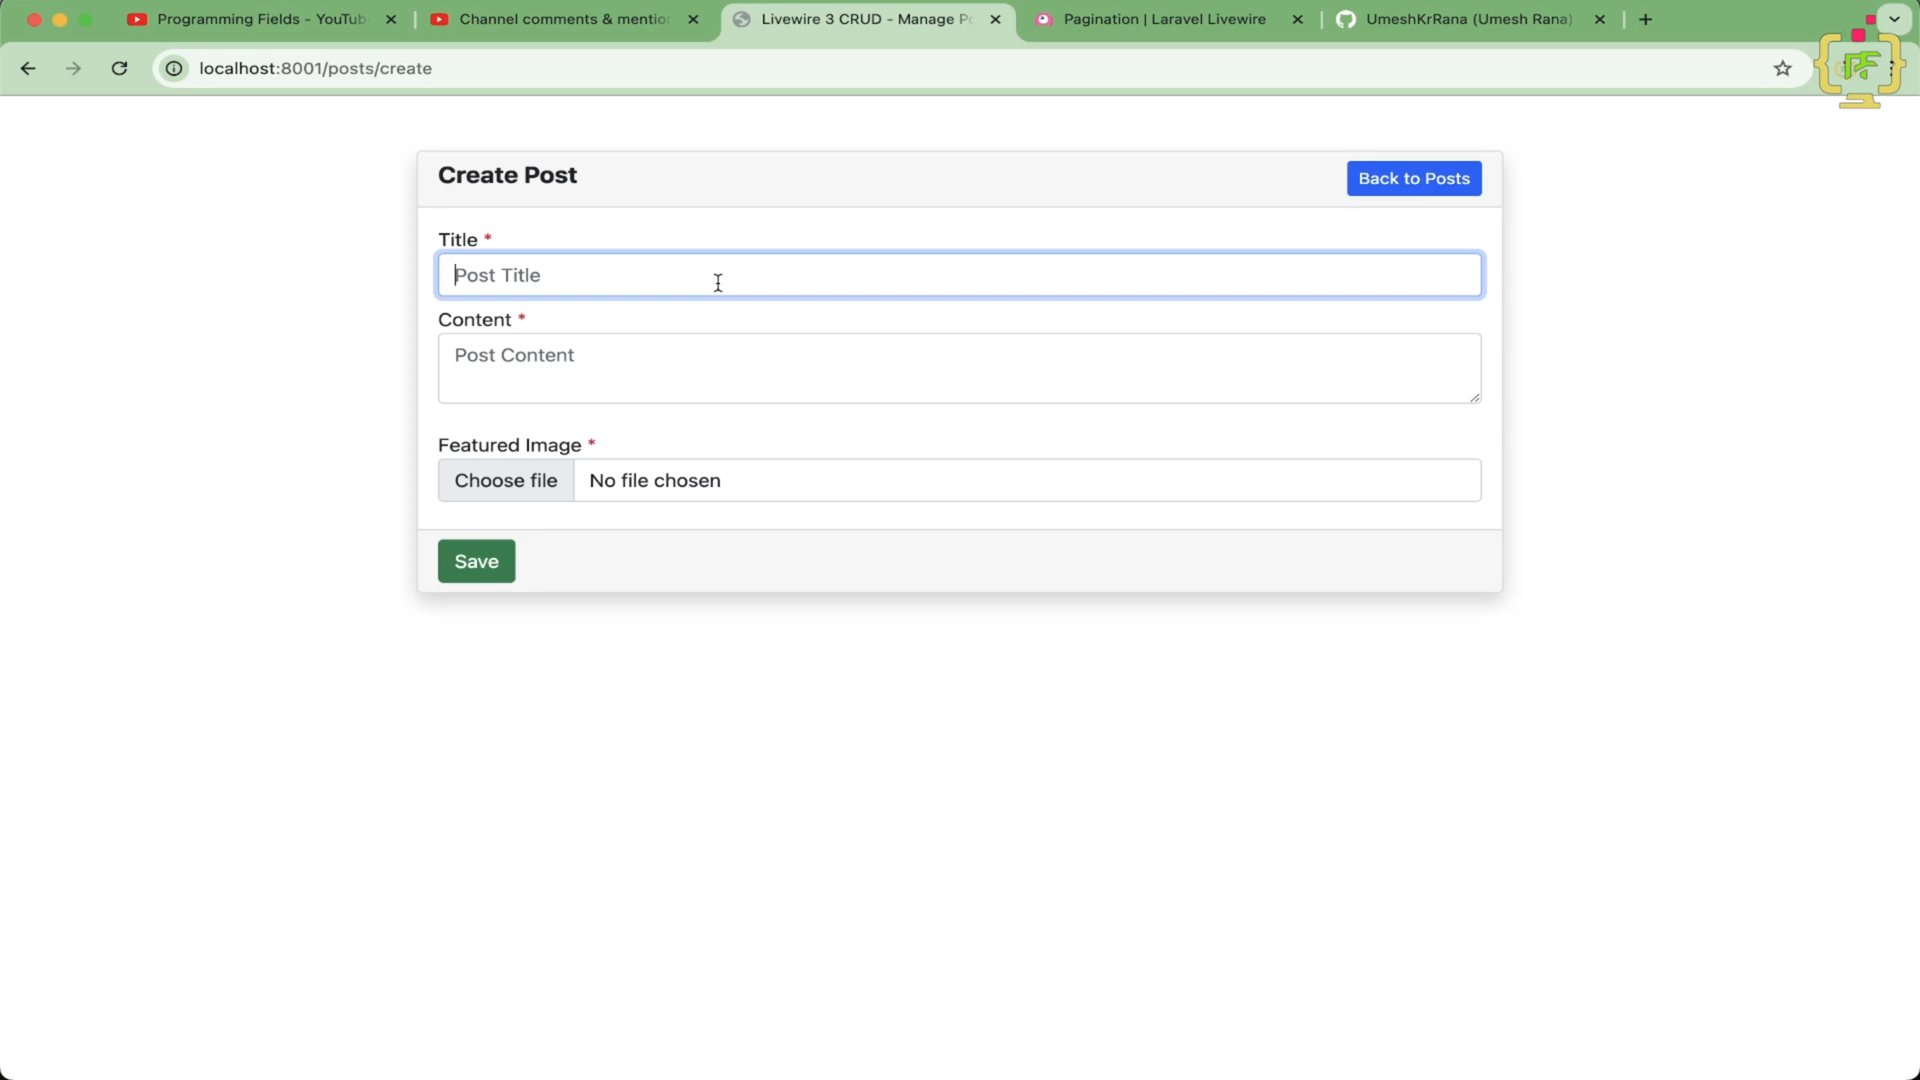 Programming Fields - YouTub
Channel comments & mention
Livewire 3 CRUD - Manage Po
Pagination | Laravel Livewire
UmeshKrRana (Umesh Rana)
localhost:8001/posts/create
Create Post
Back to Posts
Title *
Post Title
Content *
Post Content
Featured Image *
Choose file No file chosen
Save